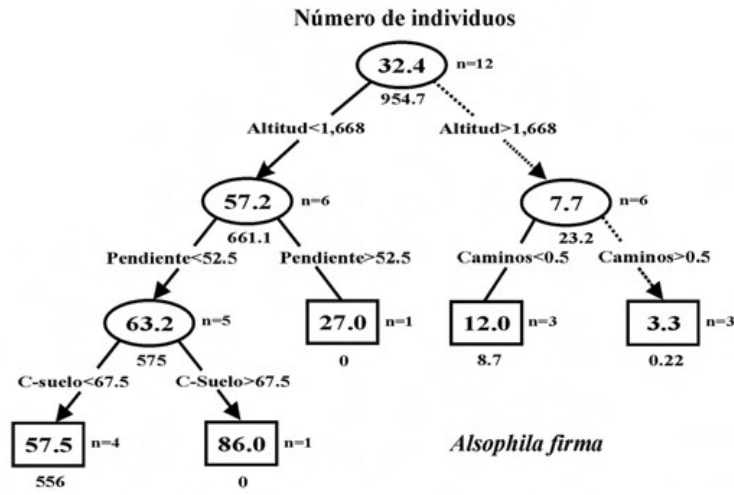 Número de individuos
32.4 n=12
954.7
Altitud<1,668 Altitud>1,668
57.2 n=6 7.7 n=6
661.1 23.2
Pendiente<52.5 Pendiente>52.5 Caminos<0.5 Caminos>0.5
63.2 n=5 27.0 n=1 12.0 n=3 3.3 n=3
575 0 8.7 0.22
C-suelo<67.5 C-Suelo>67.5
57.5 n=4 86.0 n=1 Alsophila firma
556 0